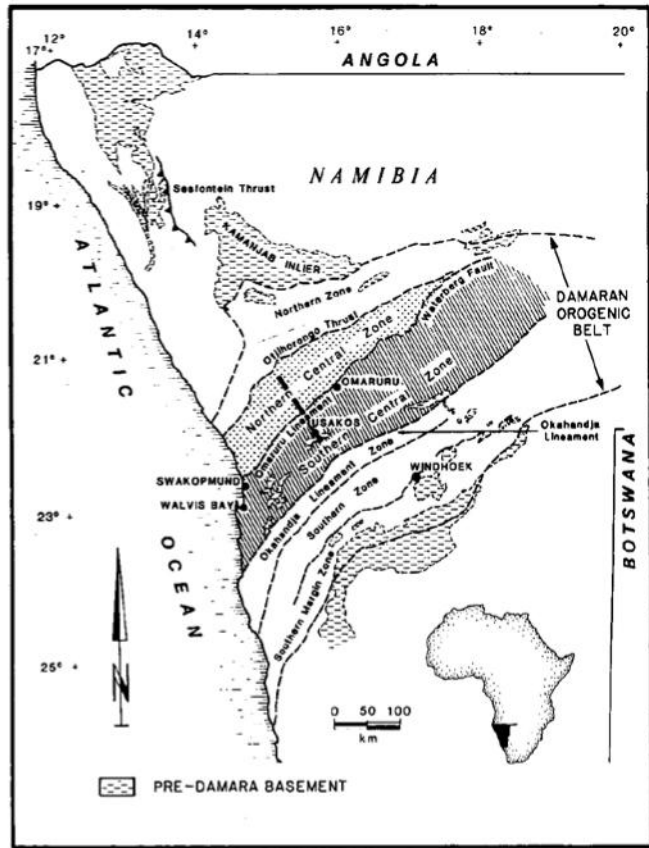 12°
14°
16°
18°
20°
17°
ANGOLA
NAMIBIA
Sesfontein Thrust
19°
KAMANJAB INLIER
Northern Zone
Otjihorongo Thrust
Waterberg Fault
DAMARAN
OROGENIC
BELT
ATLANTIC
OCEAN
21°
Northern Central Zone
OMARURU
Omaruru Lineament
USAKOS
Southern Central Zone
Okahandja
Lineament
SWAKOPMUND
WALVIS BAY
Okahandja Lineament Zone
WINDHOEK
23°
Southern Zone
Southern Margin Zone
BOTSWANA
N
25°
0 50 100
km
PRE-DAMARA BASEMENT